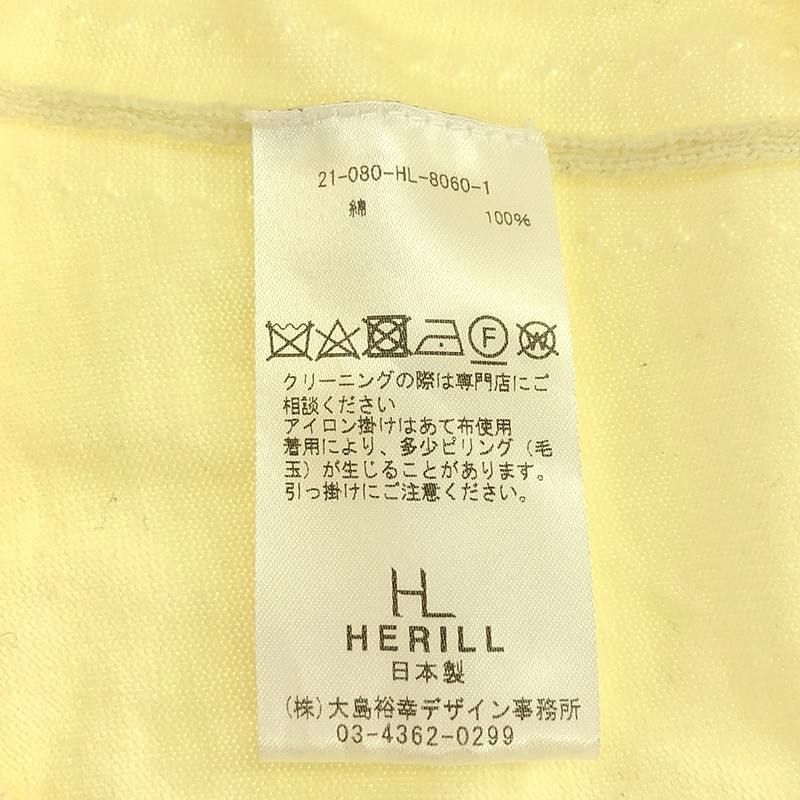 21-080-HL-8060-1
綿 100%
F W
クリーニングの際は専門店にご
相談ください
アイロン掛けはあて布使用
着用により、多少ピリング（毛
玉）が生じることがあります。
引っ掛けにご注意ください。
HL
HERILL
日本製
(株)大島裕幸デザイン事務所
03-4362-0299